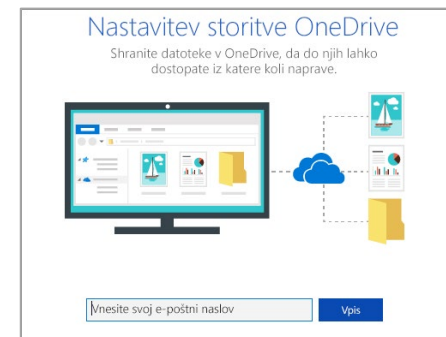 Nastavitev storitve OneDrive
Shranite datoteke v OneDrive, da do njih lahko
dostopate iz katere koli naprave.
Vnesite svoj e-poštni naslov
Vpis